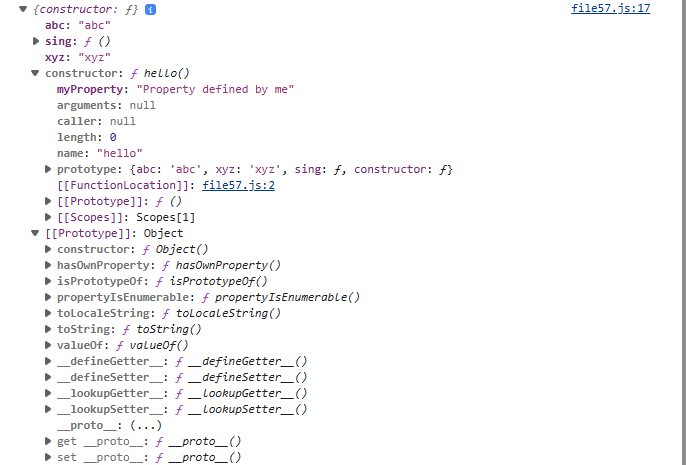 {constructor: ƒ} i file57.js:17
abc: "abc"
sing: ƒ ()
xyz: "xyz"
constructor: ƒ hello()
myProperty: "Property defined by me"
arguments: null
caller: null
length: 0
name: "hello"
prototype: {abc: 'abc', xyz: 'xyz', sing: ƒ, constructor: ƒ}
[[FunctionLocation]]: file57.js:2
[[Prototype]]: ƒ ()
[[Scopes]]: Scopes[1]
[[Prototype]]: Object
constructor: ƒ Object()
hasOwnProperty: ƒ hasOwnProperty()
isPrototypeOf: ƒ isPrototypeOf()
propertyIsEnumerable: ƒ propertyIsEnumerable()
toLocaleString: ƒ toLocaleString()
toString: ƒ toString()
valueOf: ƒ valueOf()
__defineGetter__: ƒ __defineGetter__()
__defineSetter__: ƒ __defineSetter__()
__lookupGetter__: ƒ __lookupGetter__()
__lookupSetter__: ƒ __lookupSetter__()
__proto__: (...)
get __proto__: ƒ __proto__()
set __proto__: ƒ __proto__()